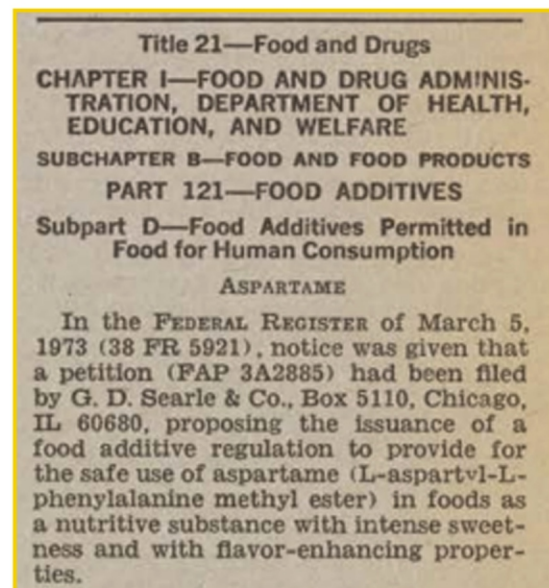 Title 21—Food and Drugs
CHAPTER I—FOOD AND DRUG ADMINIS-
TRATION, DEPARTMENT OF HEALTH,
EDUCATION, AND WELFARE
SUBCHAPTER B—FOOD AND FOOD PRODUCTS
PART 121—FOOD ADDITIVES
Subpart D—Food Additives Permitted in
Food for Human Consumption
ASPARTAME
In the FEDERAL REGISTER of March 5,
1973 (38 FR 5921), notice was given that
a petition (FAP 3A2885) had been filed
by G. D. Searle & Co., Box 5110, Chicago,
IL 60680, proposing the issuance of a
food additive regulation to provide for
the safe use of aspartame (L-aspartyl-L-
phenylalanine methyl ester) in foods as
a nutritive substance with intense sweet-
ness and with flavor-enhancing proper-
ties.